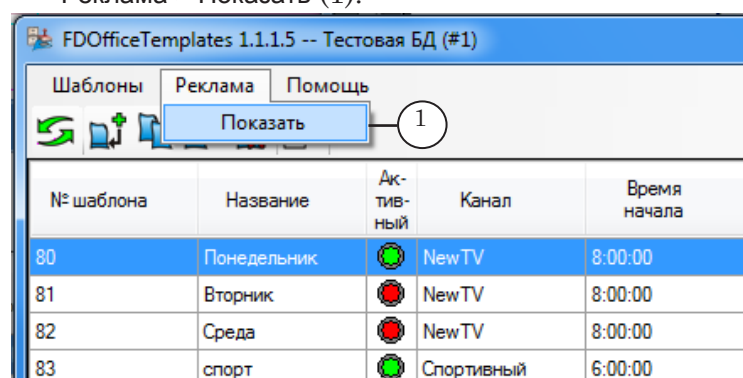 Реклама – Показать (1):
FDOfficeTemplates 1.1.1.5 -- Тестовая БД (#1)
Шаблоны Реклама Помощь
Показать 1
№ шаблона Название Ак-тив-ный Канал Время начала
80 Понедельник NewTV 8:00:00
81 Вторник NewTV 8:00:00
82 Среда NewTV 8:00:00
83 спорт Спортивный 6:00:00